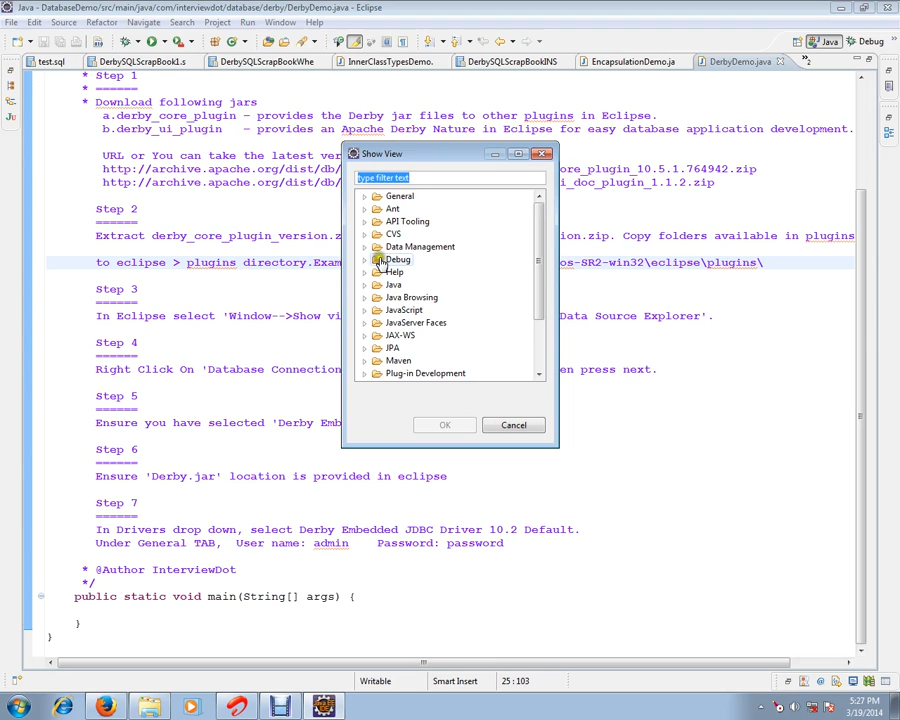 Java - DatabaseDemo/src/main/java/com/interviewdot/database/derby/DerbyDemo.java - Eclipse
File Edit Source Refactor Navigate Search Project Run Window Help
Java Debug
test.sql DerbySQLScrapBook1.s DerbySQLScrapBookWhe InnerClassTypesDemo. DerbySQLScrapBookINS EncapsulationDemo.ja DerbyDemo.java »2
* Step 1
* ======
* Download following jars
a.derby_core_plugin – provides the Derby jar files to other plugins in Eclipse.
b.derby_ui_plugin - provides an Apache Derby Nature in Eclipse for easy database application development.
Show View
type filter text
URL or You can take the latest ver
http://archive.apache.org/dist/db/ ore_plugin_10.5.1.764942.zip
http://archive.apache.org/dist/db/ i_doc_plugin_1.1.2.zip
General
Ant
API Tooling
CVS
Data Management
Debug
Help
Java
Java Browsing
JavaScript
JavaServer Faces
JAX-WS
JPA
Maven
Plug-in Development
OK Cancel
Step 2
======
Extract derby_core_plugin_version. ion.zip. Copy folders available in plugins
to eclipse > plugins directory.Exam os-SR2-win32\eclipse\plugins\
Step 3
======
In Eclipse select 'Window-->Show vi Data Source Explorer'.
Step 4
======
Right Click On 'Database Connection en press next.
Step 5
======
Ensure you have selected 'Derby Emb
Step 6
======
Ensure 'Derby.jar' location is provided in eclipse
Step 7
======
In Drivers drop down, select Derby Embedded JDBC Driver 10.2 Default.
Under General TAB, User name: admin Password: password
* @Author InterviewDot
*/
public static void main(String[] args) {
}
}
Writable Smart Insert 25 : 103
5:27 PM
3/19/2014